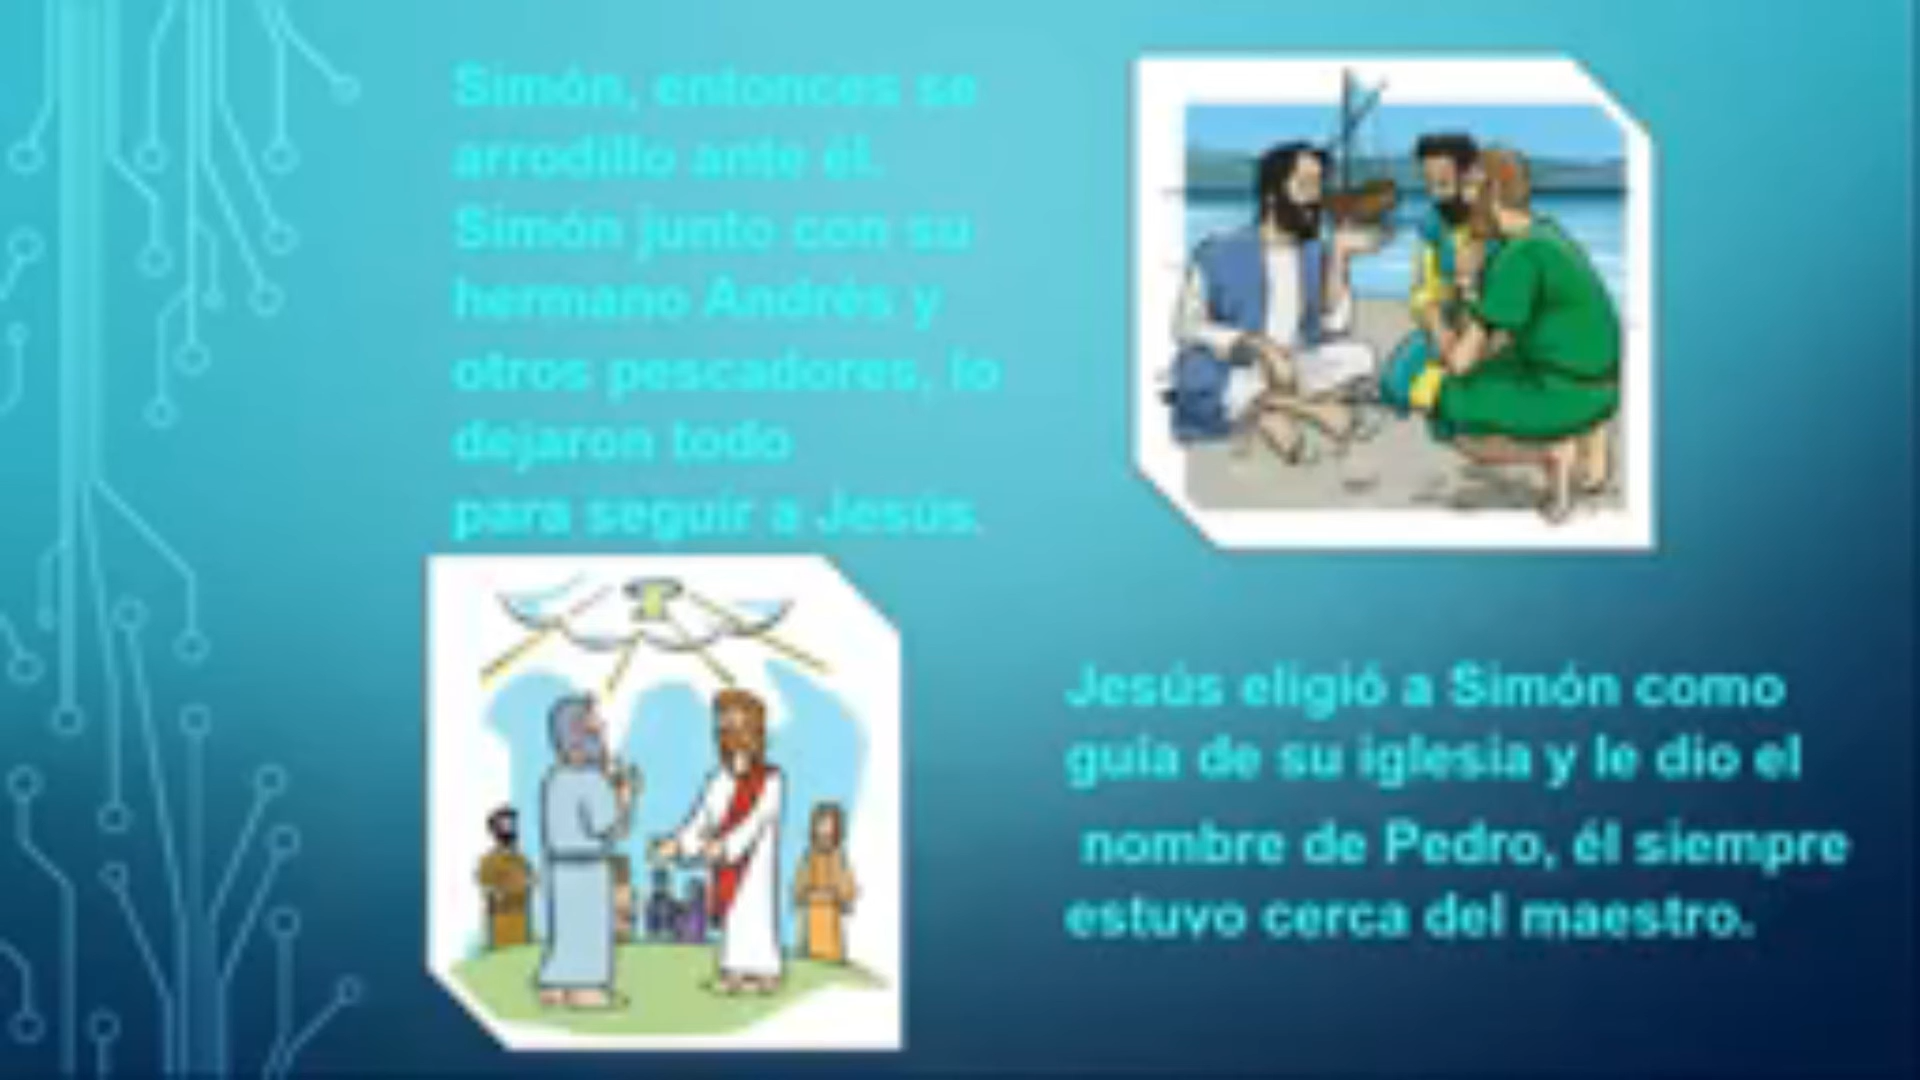 Simón, entonces se
arrodillo ante él.
Simón junto con su
hermano Andrés y
otros pescadores, lo
dejaron todo
para seguir a Jesús.
Jesús eligió a Simón como
guía de su iglesia y le dio el
nombre de Pedro, él siempre
estuvo cerca del maestro.